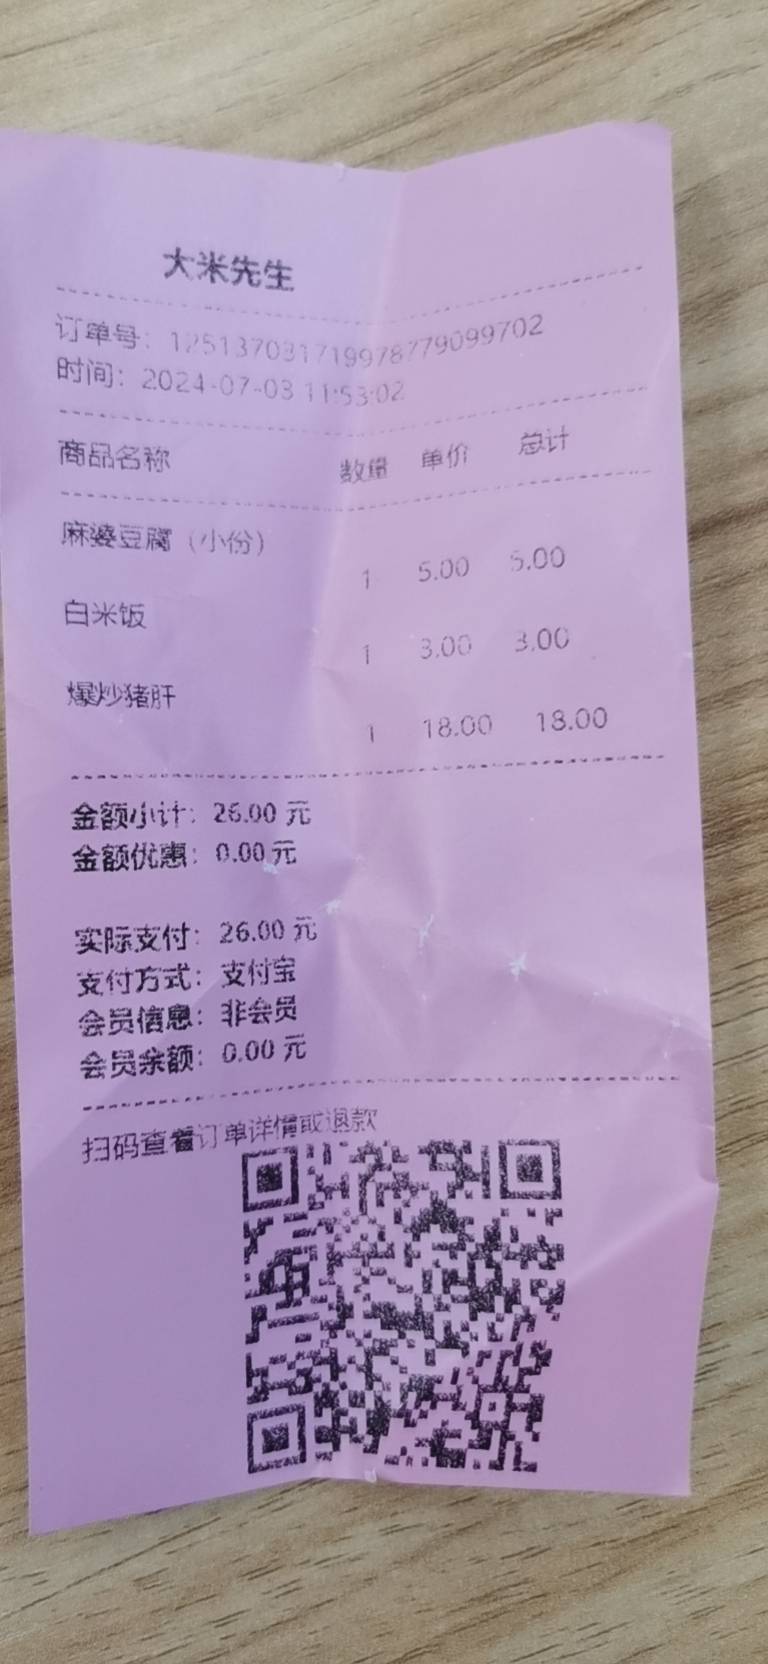 大米先生
订单号：1251370317199787790997​02
时间：2024-07-03 11:53:02
商品名称 数量 单价 总计
麻婆豆腐（小份）
1 5.00 5.00
白米饭
1 3.00 3.00
爆炒猪肝
1 18.00 18.00
金额小计：26.00 元
金额优惠：0.00 元
实际支付：26.00 元
支付方式：支付宝
会员信息：非会员
会员余额：0.00 元
扫码查看订单详情或退款